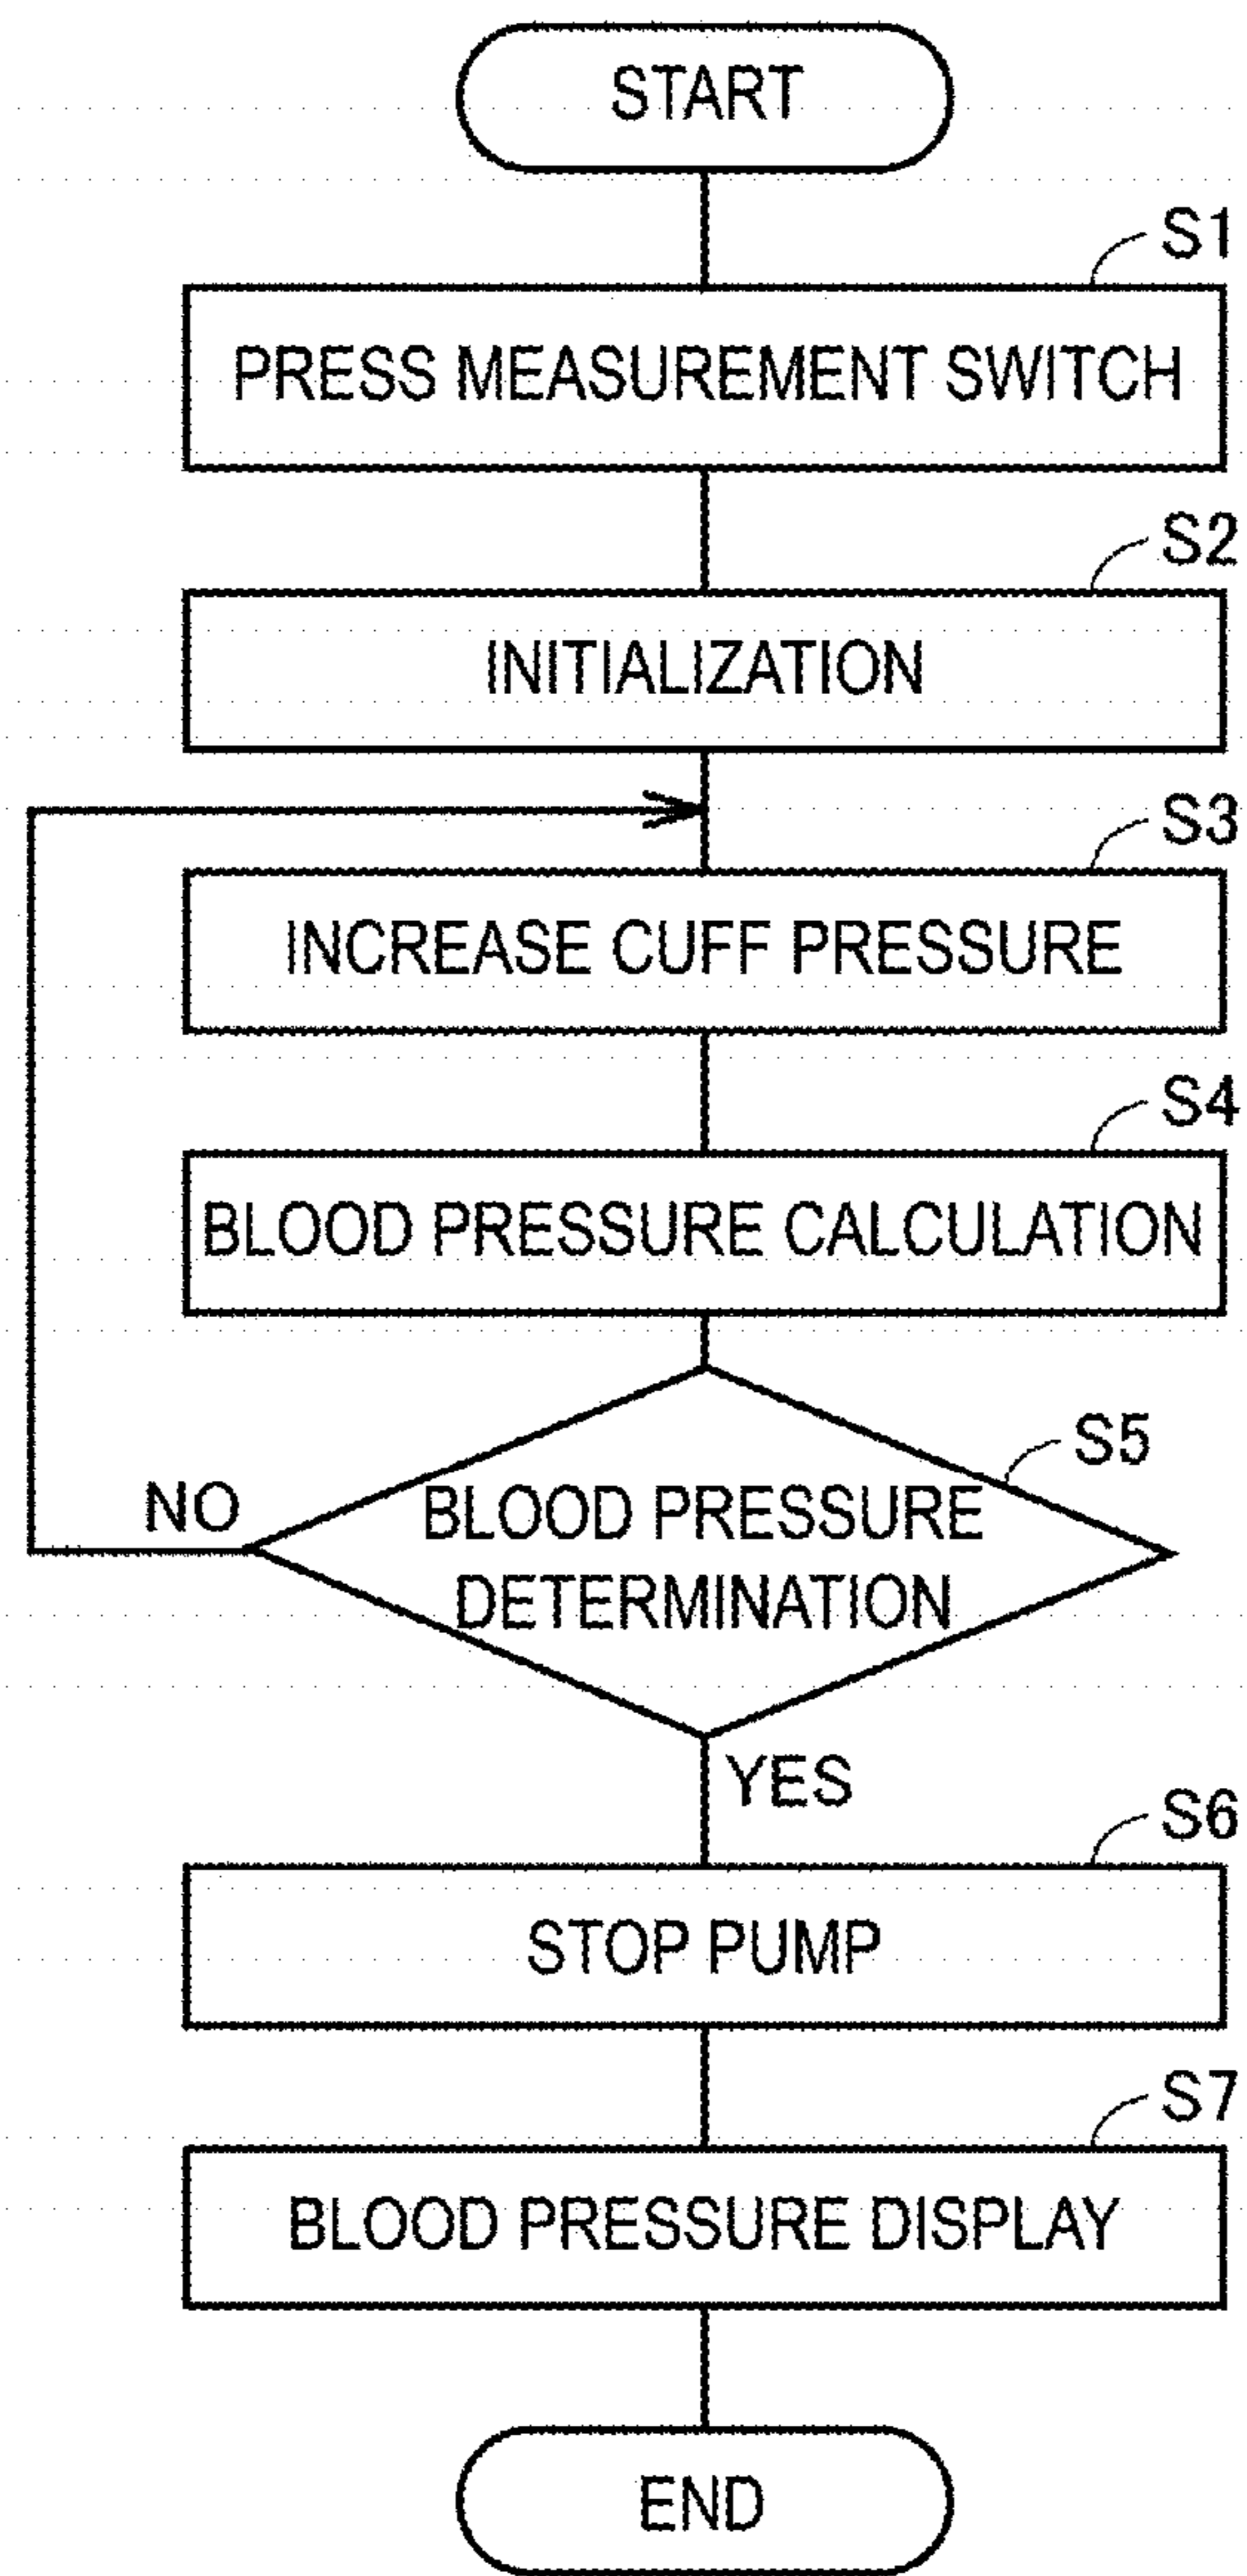 START
S1
PRESS MEASUREMENT SWITCH
S2
INITIALIZATION
S3
INCREASE CUFF PRESSURE
S4
BLOOD PRESSURE CALCULATION
S5
NO
BLOOD PRESSURE
DETERMINATION
YES
S6
STOP PUMP
S7
BLOOD PRESSURE DISPLAY
END